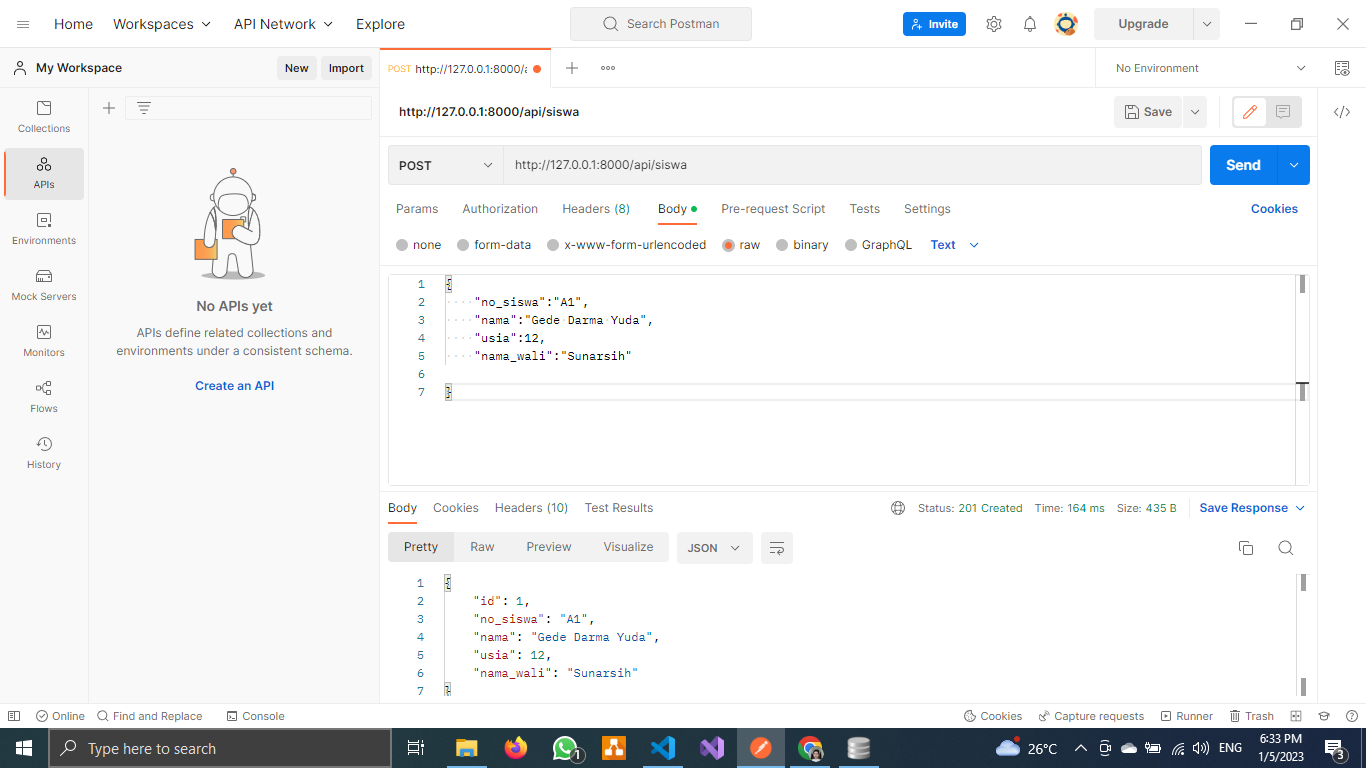 Home Workspaces API Network Explore Search Postman Invite Upgrade
My Workspace New Import POST http://127.0.0.1:8000/a No Environment
Collections
APIs
Environments
Mock Servers
Monitors
Flows
History
No APIs yet
APIs define related collections and
environments under a consistent schema.
Create an API
http://127.0.0.1:8000/api/siswa Save
POST http://127.0.0.1:8000/api/siswa Send
Params Authorization Headers (8) Body Pre-request Script Tests Settings Cookies
none form-data x-www-form-urlencoded raw binary GraphQL Text
1 {
2 "no_siswa":"A1",
3 "nama":"Gede Darma Yuda",
4 "usia":12,
5 "nama_wali":"Sunarsih"
6
7 }
Body Cookies Headers (10) Test Results Status: 201 Created Time: 164 ms Size: 435 B Save Response
Pretty Raw Preview Visualize JSON
1 {
2 "id": 1,
3 "no_siswa": "A1",
4 "nama": "Gede Darma Yuda",
5 "usia": 12,
6 "nama_wali": "Sunarsih"
7 }
Online Find and Replace Console Cookies Capture requests Runner Trash
Type here to search 1 26°C ENG 6:33 PM
1/5/2023 3